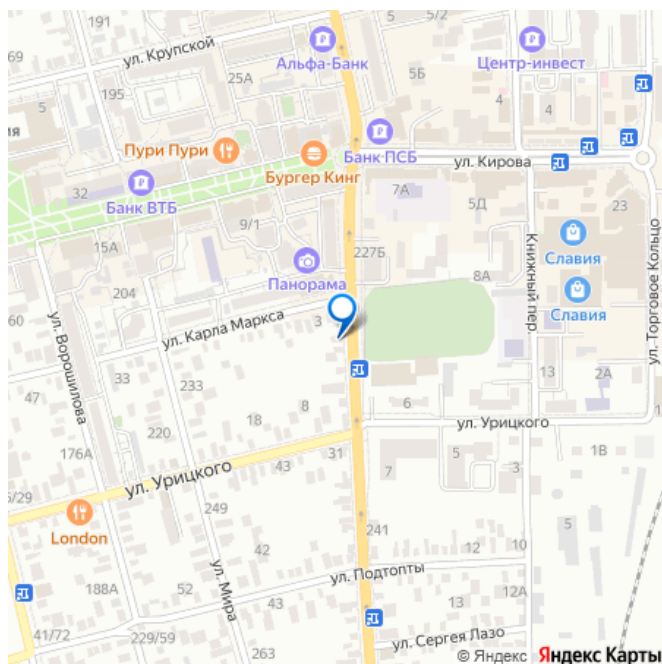 191
5
5/2
69
ул. Крупской
Альфа-Банк
Центр-инвест
5
195
25А
5Б
4
4
Пури Пури
Банк ПСБ
Бургер Кинг
ул. Кирова
32
Банк ВТБ
7А
5Д
23
9/1
Славия
15А
227Б
Панорама
8А
Книжный пер.
ул. Торговое Кольцо
204
Славия
60
ул. Ворошилова
ул. Карла Маркса
3
33
13
2А
47
233
8
6
18
220
ул. Урицкого
176А
43
31
1В
ул. Урицкого
7
5
3
5/29
249
London
241
5
42
12
10
ул. Мира
ул. Подтопты
188А
52
43
12А
13
41/72
229/59
263
ул. Сергея Лазо
© Яндекс Яндекс Карты